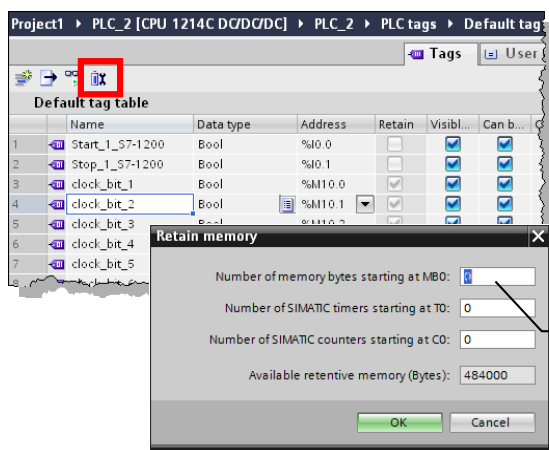 Project1 ▸ PLC_2 [CPU 1214C DC/DC/DC] ▸ PLC_2 ▸ PLC tags ▸ Default tag
Tags User
Default tag table
Name Data type Address Retain Visibl... Can b...
1 Start_1_S7-1200 Bool %I0.0
2 Stop_1_S7-1200 Bool %I0.1
3 clock_bit_1 Bool %M10.0
4 clock_bit_2 Bool %M10.1
5 clock_bit_3 Bool %M10.2
6 clock_bit_4
7 clock_bit_5
8
Retain memory
Number of memory bytes starting at MB0: 0
Number of SIMATIC timers starting at T0: 0
Number of SIMATIC counters starting at C0: 0
Available retentive memory (Bytes): 484000
OK Cancel